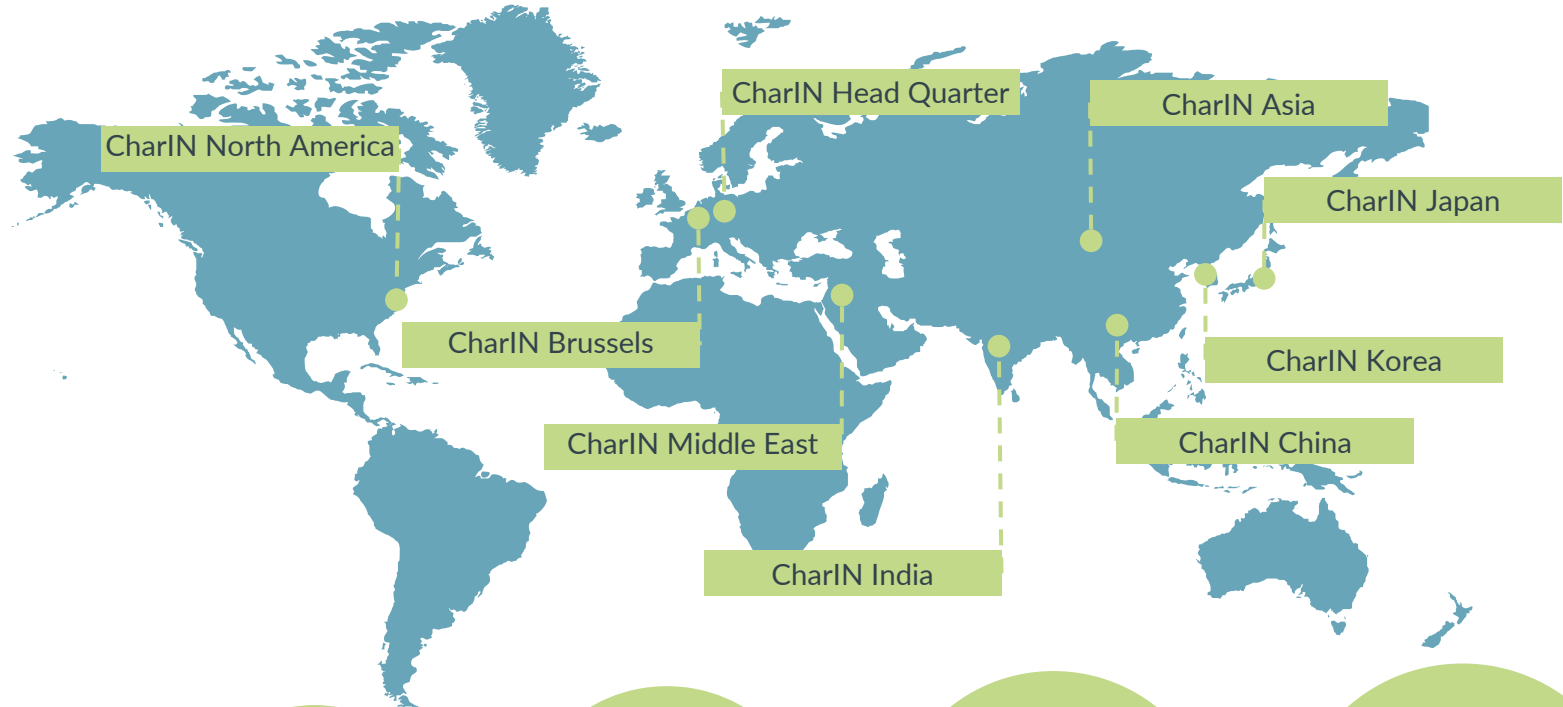 CharIN Head Quarter
CharIN Asia
CharIN North America
CharIN Japan
CharIN Brussels
CharIN Korea
CharIN Middle East
CharIN China
CharIN India